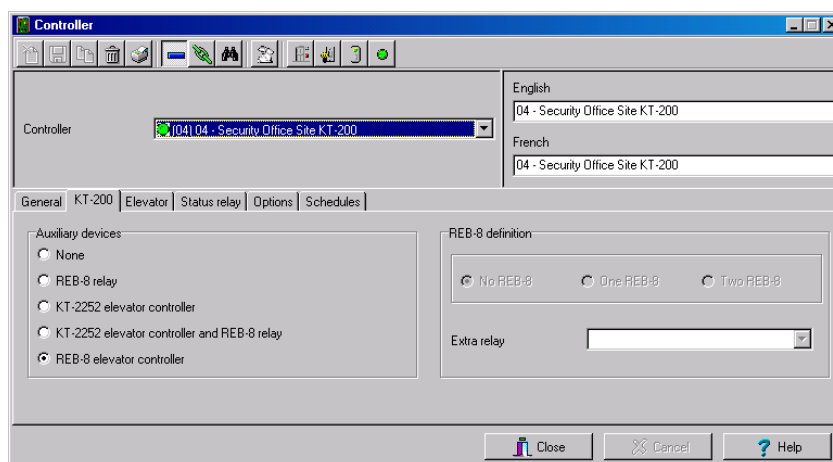 Controller
English
04 - Security Office Site KT-200
Controller
[04] 04 - Security Office Site KT-200
French
04 - Security Office Site KT-200
General KT-200 Elevator Status relay Options Schedules
Auxiliary devices
None
REB-8 relay
KT-2252 elevator controller
KT-2252 elevator controller and REB-8 relay
REB-8 elevator controller
REB-8 definition
No REB-8 One REB-8 Two REB-8
Extra relay
Close Cancel Help